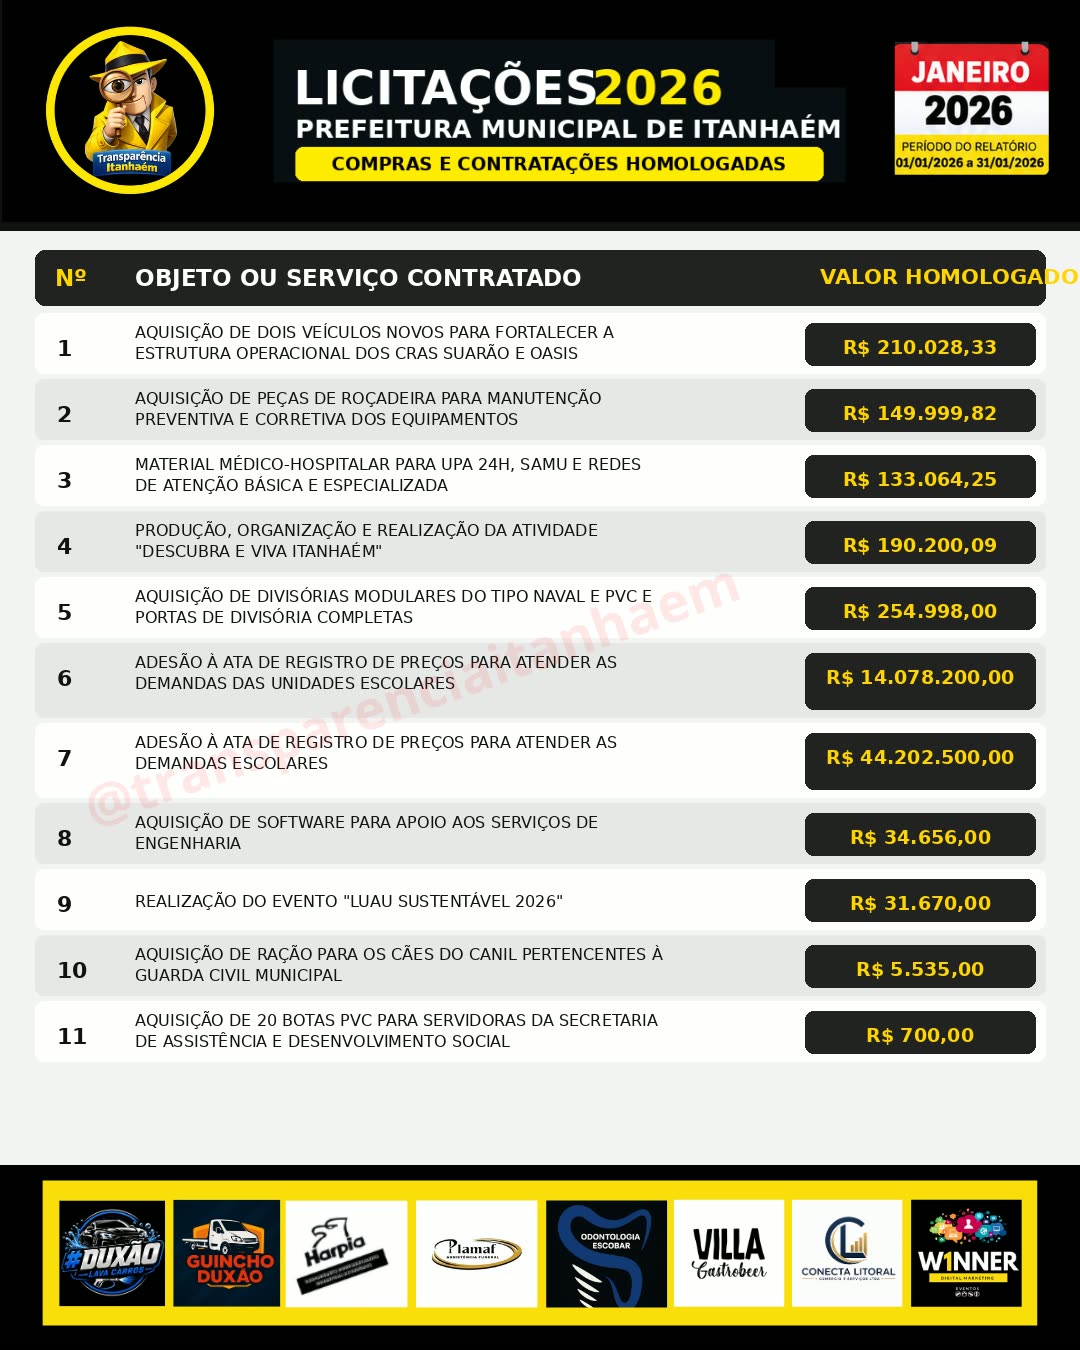 Transparência
Itanhaém
LICITAÇÕES2026
PREFEITURA MUNICIPAL DE ITANHAÉM
COMPRAS E CONTRATAÇÕES HOMOLOGADAS
JANEIRO
2026
PERÍODO DO RELATÓRIO
01/01/2026 a 31/01/2026
Nº OBJETO OU SERVIÇO CONTRATADO VALOR HOMOLOGADO
1 AQUISIÇÃO DE DOIS VEÍCULOS NOVOS PARA FORTALECER A
ESTRUTURA OPERACIONAL DOS CRAS SUARÃO E OASIS R$ 210.028,33
2 AQUISIÇÃO DE PEÇAS DE ROÇADEIRA PARA MANUTENÇÃO
PREVENTIVA E CORRETIVA DOS EQUIPAMENTOS R$ 149.999,82
3 MATERIAL MÉDICO-HOSPITALAR PARA UPA 24H, SAMU E REDES
DE ATENÇÃO BÁSICA E ESPECIALIZADA R$ 133.064,25
4 PRODUÇÃO, ORGANIZAÇÃO E REALIZAÇÃO DA ATIVIDADE
"DESCUBRA E VIVA ITANHAÉM" R$ 190.200,09
5 AQUISIÇÃO DE DIVISÓRIAS MODULARES DO TIPO NAVAL E PVC E
PORTAS DE DIVISÓRIA COMPLETAS R$ 254.998,00
6 ADESÃO À ATA DE REGISTRO DE PREÇOS PARA ATENDER AS
DEMANDAS DAS UNIDADES ESCOLARES R$ 14.078.200,00
7 ADESÃO À ATA DE REGISTRO DE PREÇOS PARA ATENDER AS
DEMANDAS ESCOLARES R$ 44.202.500,00
8 AQUISIÇÃO DE SOFTWARE PARA APOIO AOS SERVIÇOS DE
ENGENHARIA R$ 34.656,00
9 REALIZAÇÃO DO EVENTO "LUAU SUSTENTÁVEL 2026" R$ 31.670,00
10 AQUISIÇÃO DE RAÇÃO PARA OS CÃES DO CANIL PERTENCENTES À
GUARDA CIVIL MUNICIPAL R$ 5.535,00
11 AQUISIÇÃO DE 20 BOTAS PVC PARA SERVIDORAS DA SECRETARIA
DE ASSISTÊNCIA E DESENVOLVIMENTO SOCIAL R$ 700,00
@transparenciaitanhaem
#DUXÃO
LAVA CARROS
GUINCHO
DUXÃO
Harpia
Plamaf
ASSISTÊNCIA FUNERAL
ODONTOLOGIA
ESCOBAR
VILLA
Gastrobeer
CONECTA LITORAL
COMERCIO E SERVIÇOS LTDA
W1NNER
DIGITAL MARKETING
EVENTOS